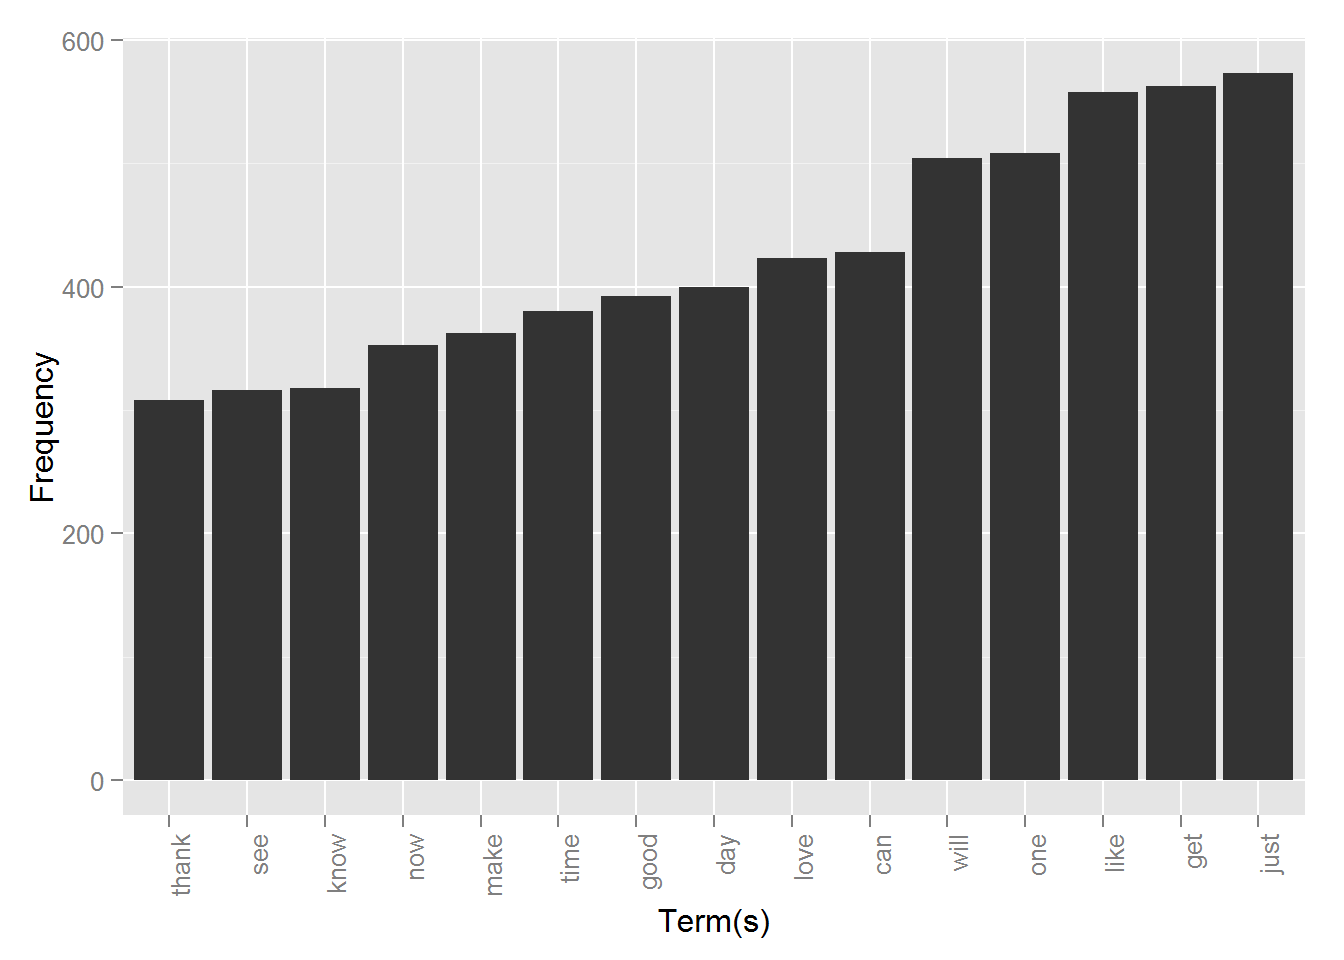 600
400
200
0
Frequency
thank
see
know
now
make
time
good
day
love
can
will
one
like
get
just
Term(s)